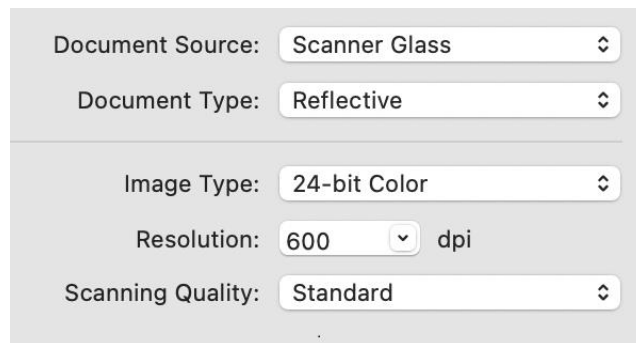 Document Source: Scanner Glass
Document Type: Reflective
Image Type: 24-bit Color
Resolution: 600 dpi
Scanning Quality: Standard